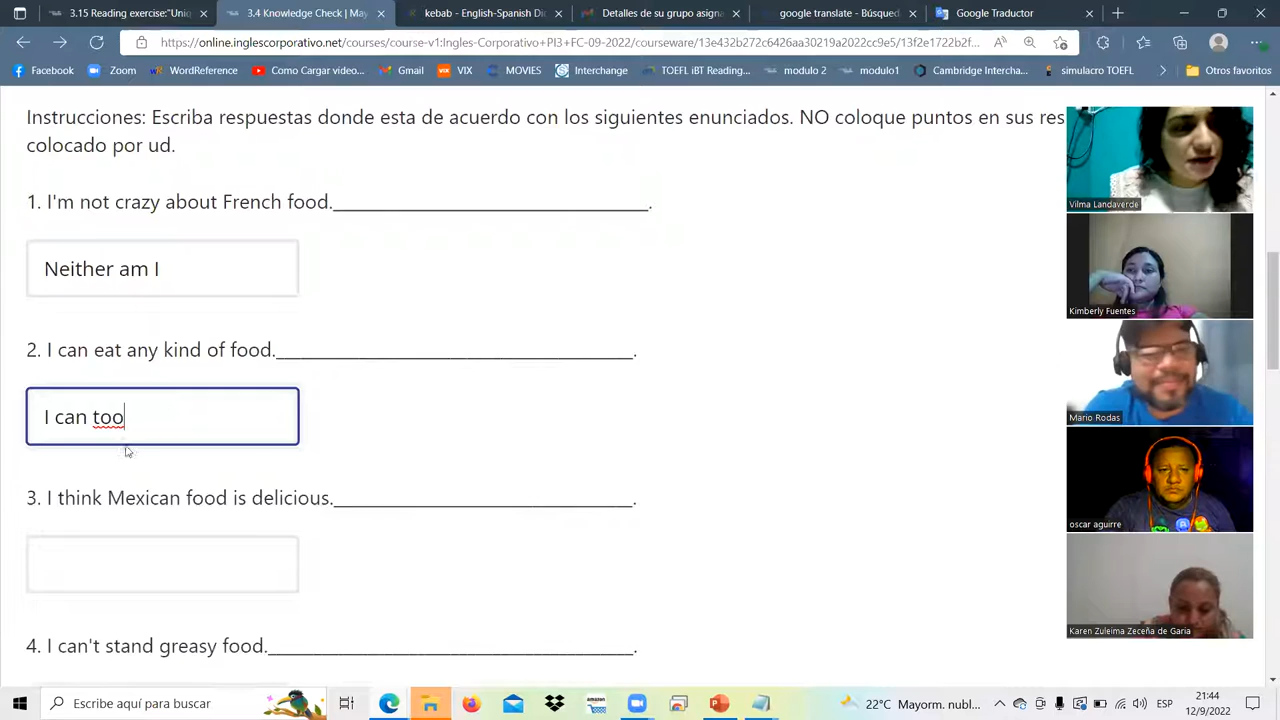 3.15 Reading exercise:"Uniq
3.4 Knowledge Check | May
kebab - English-Spanish Di
Detalles de su grupo asigna
google translate - Búsqued
Google Traductor
https://online.inglescorporativo.net/courses/course-v1:Ingles-Corporativo+PI3+FC-09-2022/courseware/13e432b272c6426aa30219a2022cc9e5/13f2e1722b2f...
Facebook
Zoom
WordReference
Como Cargar video...
Gmail
VIX
MOVIES
Interchange
TOEFL iBT Reading...
modulo 2
modulo1
Cambridge Intercha...
simulacro TOEFL
Otros favoritos
Instrucciones: Escriba respuestas donde esta de acuerdo con los siguientes enunciados. NO coloque puntos en sus res
colocado por ud.
1. I'm not crazy about French food.______________________________.
Neither am I
2. I can eat any kind of food.__________________________________.
I can too
3. I think Mexican food is delicious.____________________________.
4. I can't stand greasy food.___________________________________.
Vilma Landaverde
Kimberly Fuentes
Mario Rodas
oscar aguirre
Karen Zuleima Zeceña de Garia
Escribe aquí para buscar
22°C Mayorm. nubl...
ESP
21:44
12/9/2022